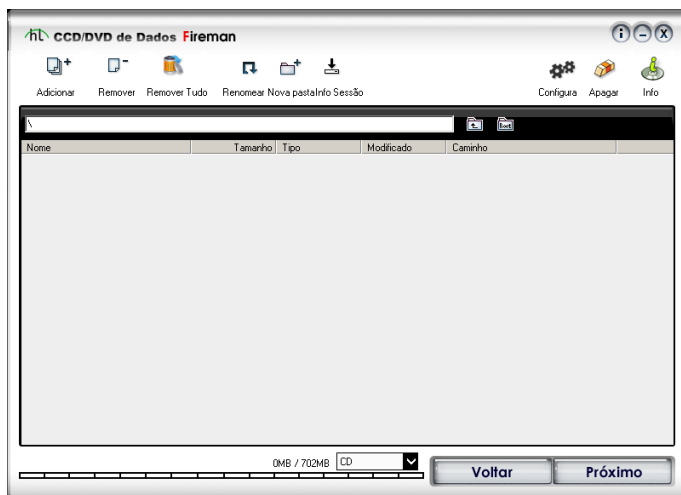 ht CCD/DVD de Dados Fireman
Adicionar Remover Remover Tudo Renomear Nova pasta Info Sessão Configura Apagar Info
\
Nome Tamanho Tipo Modificado Caminho
0MB / 702MB CD
Voltar Próximo